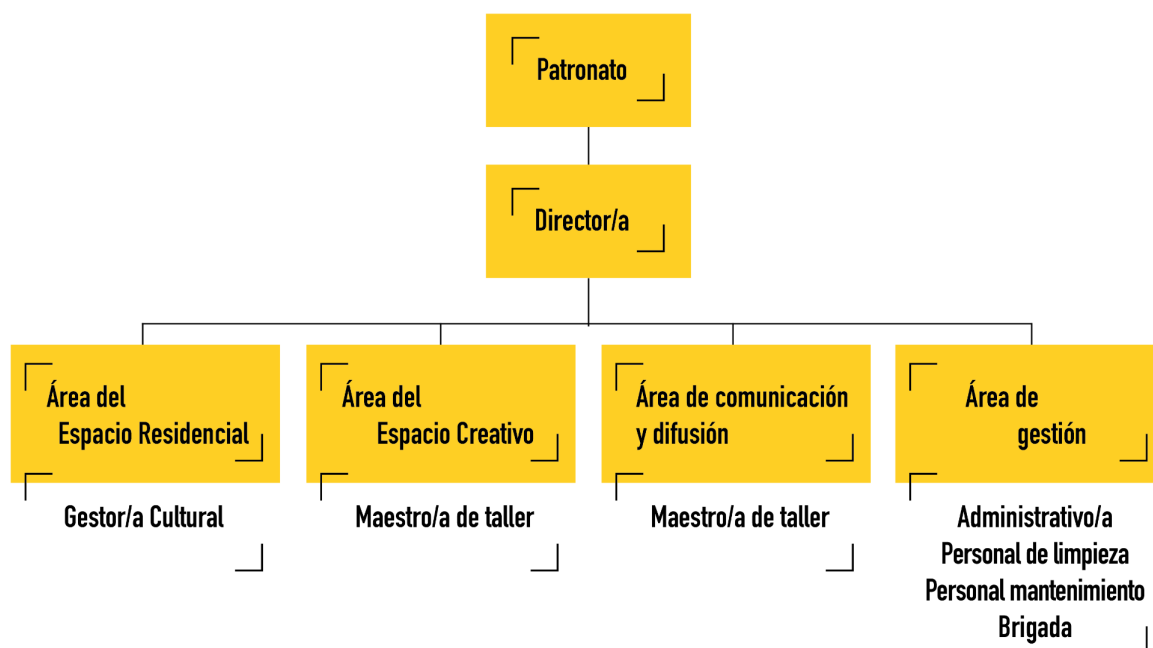 Patronato
Director/a
Área del
Espacio Residencial
Gestor/a Cultural
Área del
Espacio Creativo
Maestro/a de taller
Área de comunicación
y difusión
Maestro/a de taller
Área de
gestión
Administrativo/a
Personal de limpieza
Personal mantenimiento
Brigada